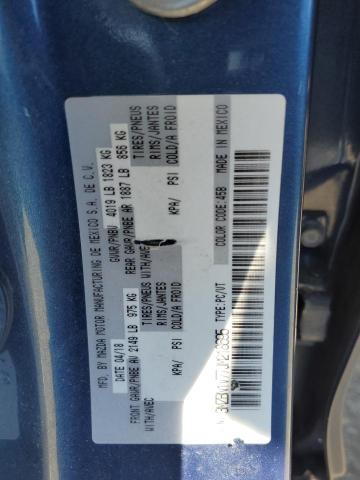 MFD. BY MAZDA MOTOR MANUFACTURING DE MEXICO S.A. DE C.V.
DATE: 04/18 GVWR/PNBV 4019 LB 1823 KG
FRONT GAWR/PNBE AV 2149 LB 975 KG REAR GAWR/PNBE AR 1887 LB 856 KG
WITH/AVEC TIRES/PNEUS WITH/AVEC TIRES/PNEUS
RIMS/JANTES RIMS/JANTES
KPA/ PSI COLD/A FROID KPA/ PSI COLD/A FROID
TYPE:PC/VT COLOR CODE:45B MADE IN MEXICO